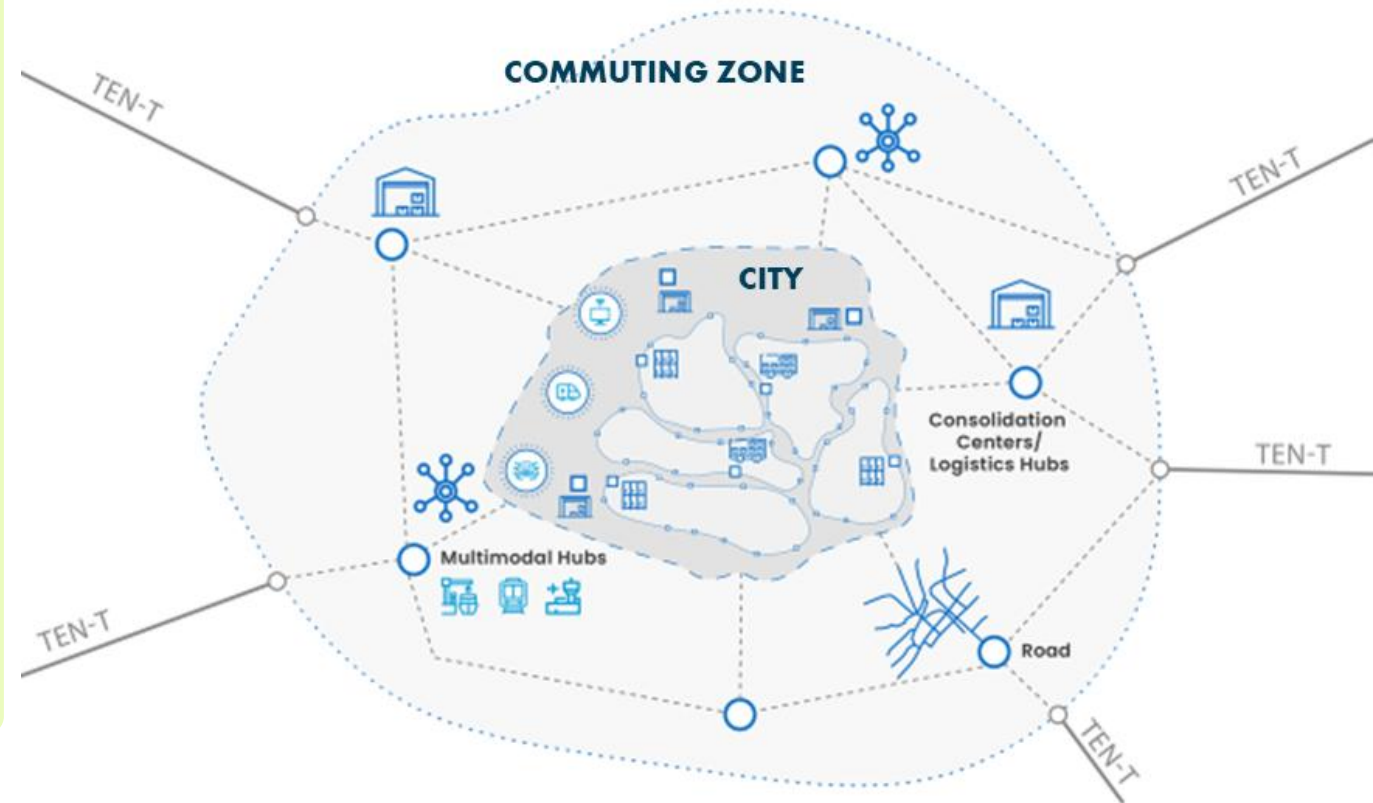 COMMUTING ZONE
TEN-T
TEN-T
CITY
Consolidation
Centers/
Logistics Hubs
TEN-T
Multimodal Hubs
TEN-T
Road
TEN-T